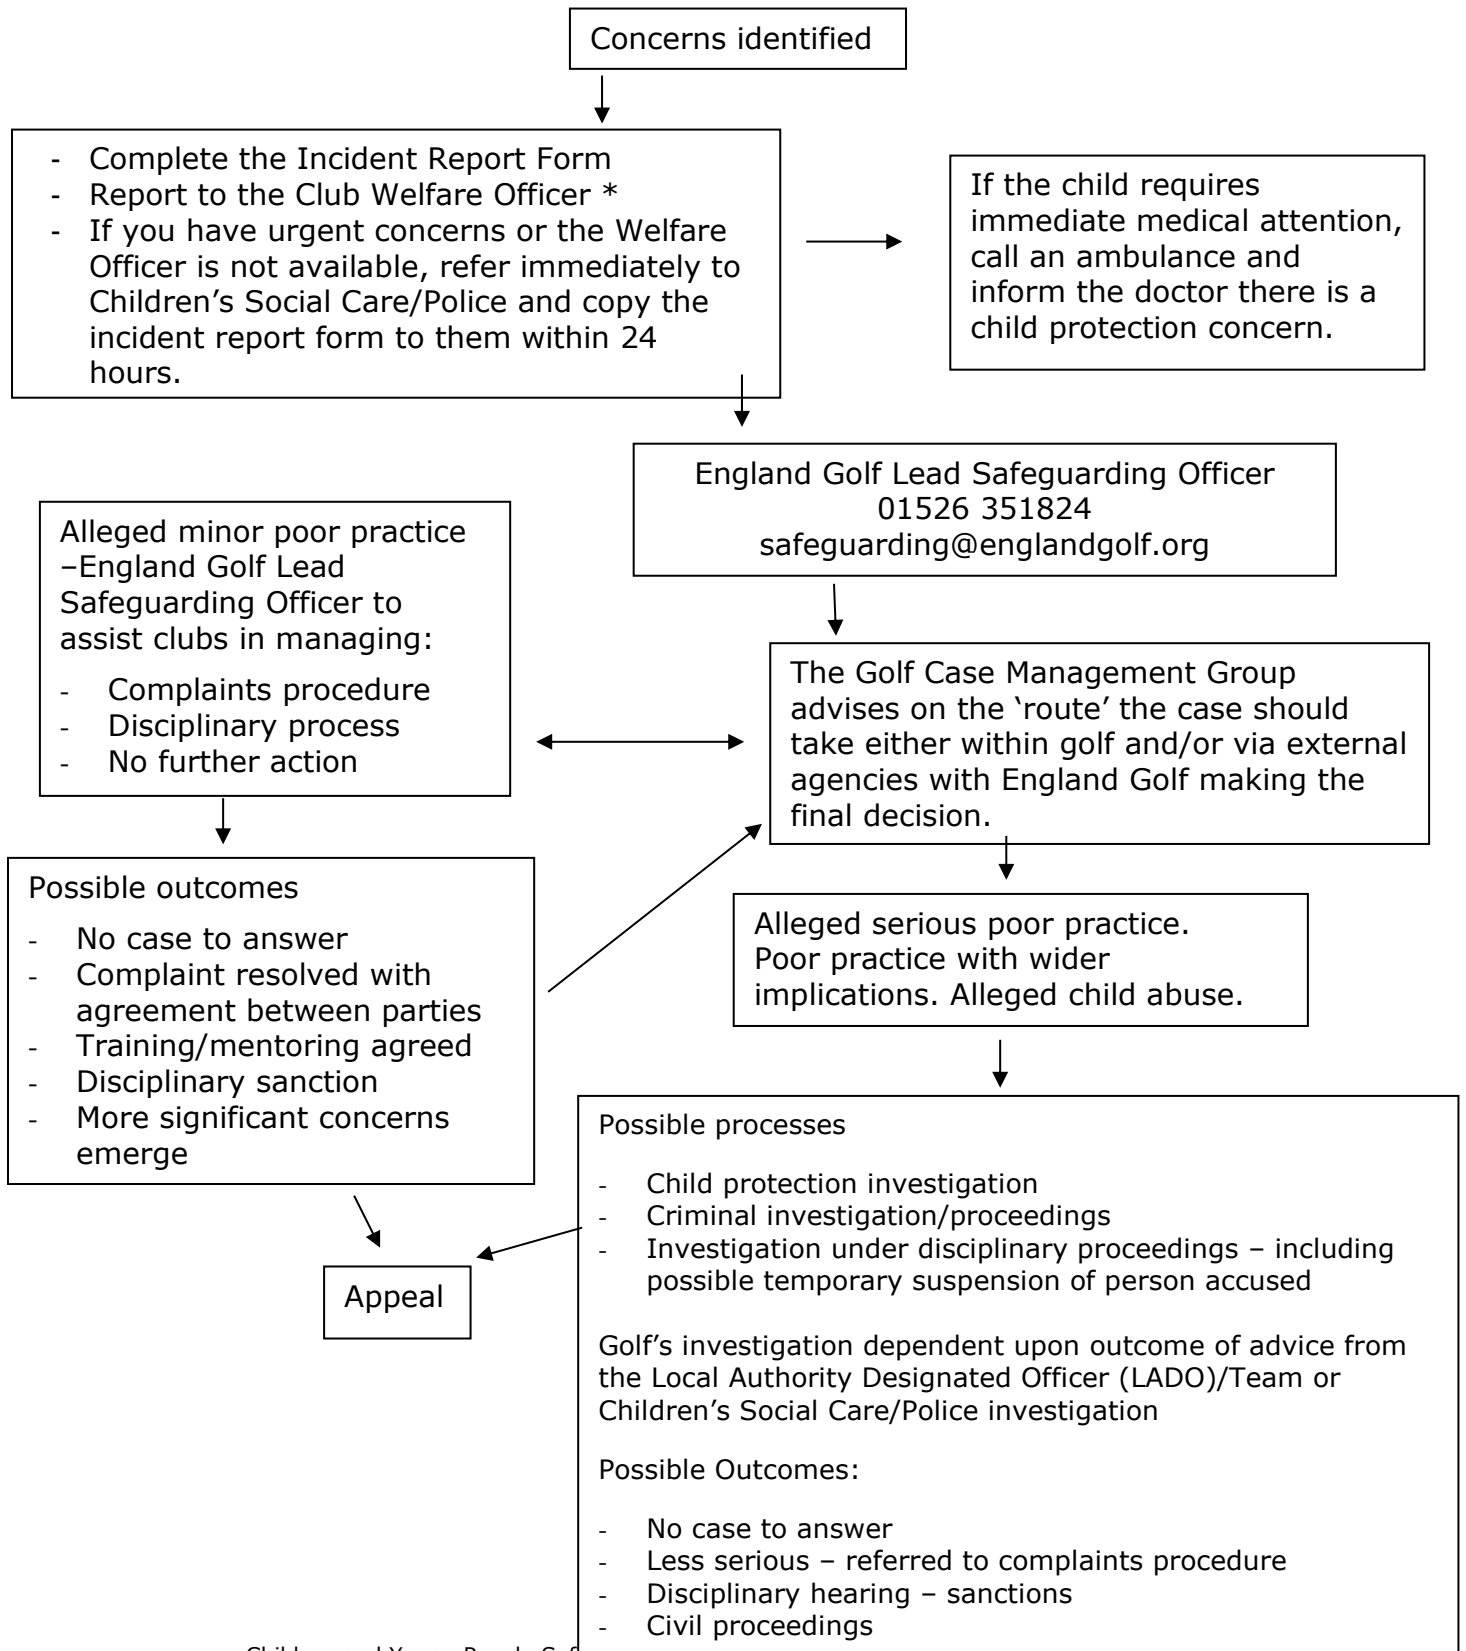 Concerns identified
- Complete the Incident Report Form
- Report to the Club Welfare Officer *
- If you have urgent concerns or the Welfare
Officer is not available, refer immediately to
Children’s Social Care/Police and copy the
incident report form to them within 24
hours.
If the child requires
immediate medical attention,
call an ambulance and
inform the doctor there is a
child protection concern.
England Golf Lead Safeguarding Officer
01526 351824
safeguarding@englandgolf.org
Alleged minor poor practice
–England Golf Lead
Safeguarding Officer to
assist clubs in managing:
- Complaints procedure
- Disciplinary process
- No further action
The Golf Case Management Group
advises on the ‘route’ the case should
take either within golf and/or via external
agencies with England Golf making the
final decision.
Possible outcomes
- No case to answer
- Complaint resolved with
agreement between parties
- Training/mentoring agreed
- Disciplinary sanction
- More significant concerns
emerge
Alleged serious poor practice.
Poor practice with wider
implications. Alleged child abuse.
Possible processes
- Child protection investigation
- Criminal investigation/proceedings
- Investigation under disciplinary proceedings – including
possible temporary suspension of person accused
Golf’s investigation dependent upon outcome of advice from
the Local Authority Designated Officer (LADO)/Team or
Children’s Social Care/Police investigation
Possible Outcomes:
- No case to answer
- Less serious – referred to complaints procedure
- Disciplinary hearing – sanctions
- Civil proceedings
Appeal